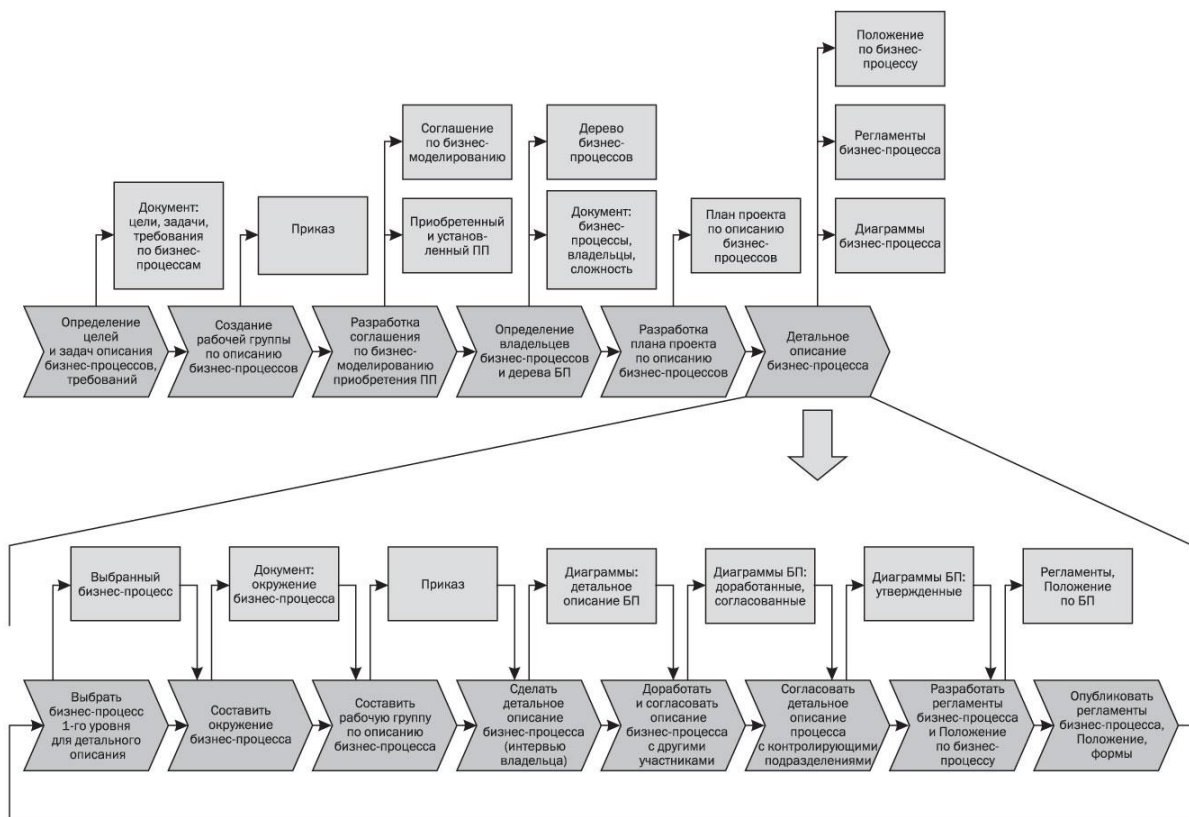 Положение
по бизнес-
процессу
Соглашение
по бизнес-
моделированию
Дерево
бизнес-
процессов
Регламенты
бизнес-процесса
Документ:
цели, задачи,
требования
по бизнес-
процессам
Приказ
Приобретенный
и установ-
ленный ПП
Документ:
бизнес-
процессы,
владельцы,
сложность
План проекта
по описанию
бизнес-
процессов
Диаграммы
бизнес-процесса
Определение
целей
и задач описания
бизнес-процессов,
требований
Создание
рабочей группы
по описанию
бизнес-процессов
Разработка
соглашения
по бизнес-
моделированию
приобретения ПП
Определение
владельцев
бизнес-процессов
и дерева БП
Разработка
плана проекта
по описанию
бизнес-процессов
Детальное
описание
бизнес-процесса
Выбранный
бизнес-процесс
Документ:
окружение
бизнес-процесса
Приказ
Диаграммы:
детальное
описание БП
Диаграммы БП:
доработанные,
согласованные
Диаграммы БП:
утвержденные
Регламенты,
Положение
по БП
Выбрать
бизнес-процесс
1-го уровня
для детального
описания
Составить
окружение
бизнес-процесса
Составить
рабочую группу
по описанию
бизнес-процесса
Сделать
детальное
описание
бизнес-процесса
(интервью
владельца)
Доработать
и согласовать
описание
бизнес-процесса
с другими
участниками
Согласовать
детальное
описание
процесса
с контролирующими
подразделениями
Разработать
регламенты
бизнес-процесса
и Положение
по бизнес-
процессу
Опубликовать
регламенты
бизнес-процесса,
Положение,
формы